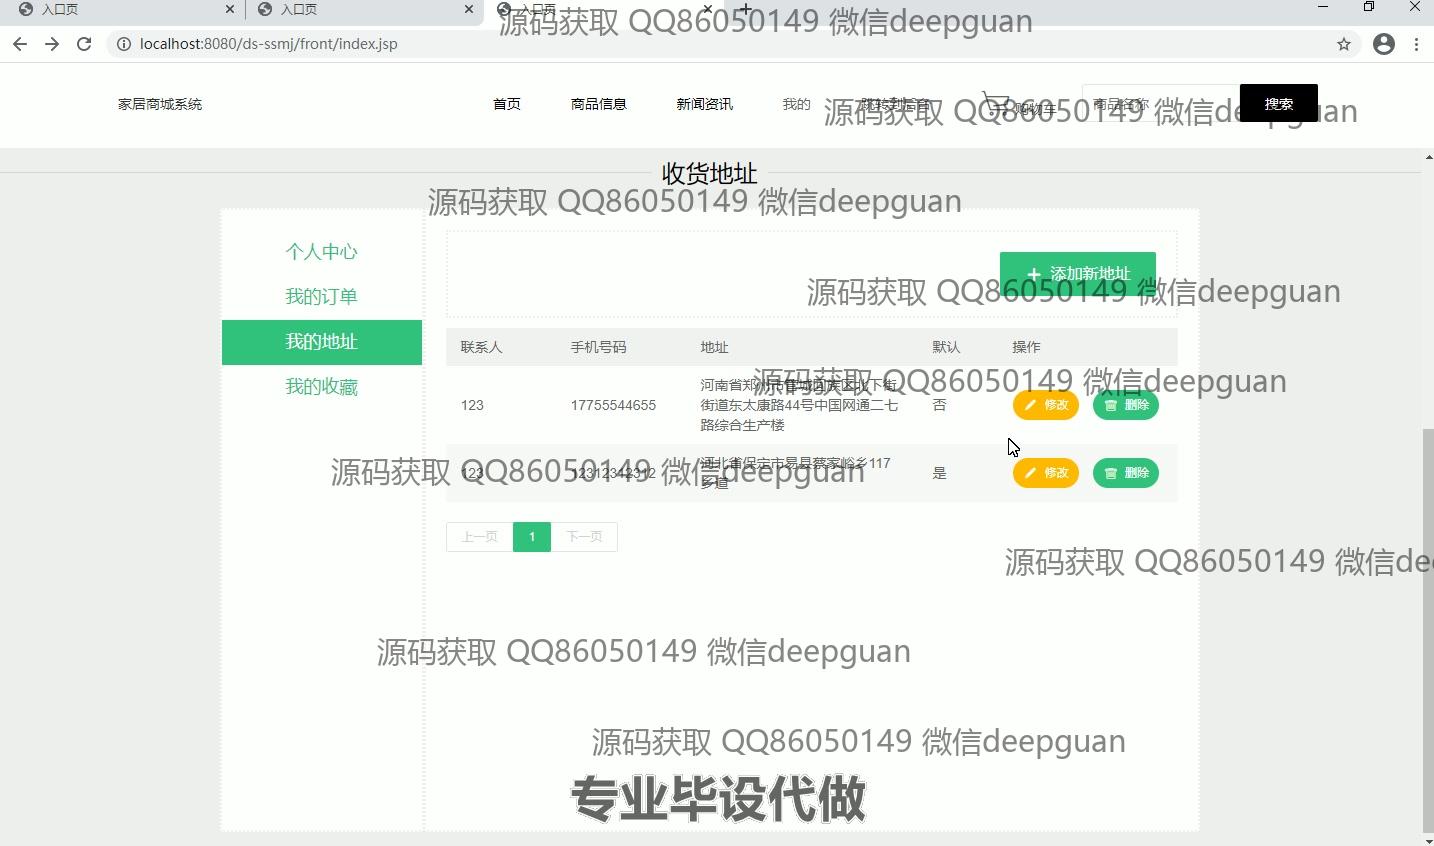 入口页 入口页 入口页
源码获取 QQ86050149 微信deepguan
localhost:8080/ds-ssmj/front/index.jsp
家居商城系统 首页 商品信息 新闻资讯 我的 跳转到后台 购物车 商品名称 搜索
源码获取 QQ86050149 微信deepguan
收货地址
源码获取 QQ86050149 微信deepguan
个人中心
我的订单
我的地址
我的收藏
添加新地址
源码获取 QQ86050149 微信deepguan
联系人 手机号码 地址 默认 操作
源码获取 QQ86050149 微信deepguan
123 17755544655 河南省郑州市管城回族区北下街
街道东太康路44号中国网通二七
路综合生产楼 否 修改 删除
123 12312312312 河北省保定市易县蔡家峪乡117
乡道 是 修改 删除
源码获取 QQ86050149 微信deepguan
上一页 1 下一页
源码获取 QQ86050149 微信de
源码获取 QQ86050149 微信deepguan
源码获取 QQ86050149 微信deepguan
专业毕设代做